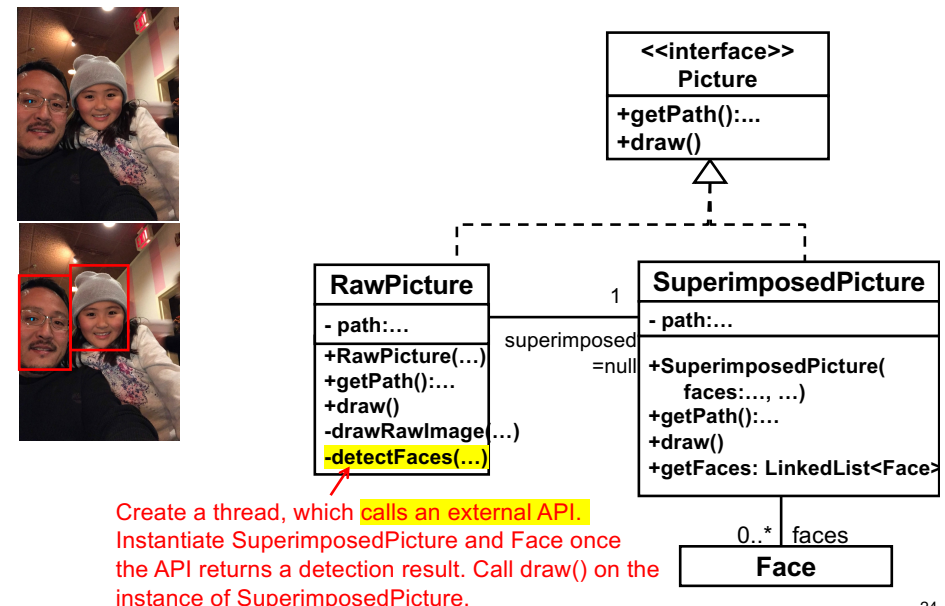 <<interface>>
Picture
+getPath():...
+draw()
RawPicture
- path:...
+RawPicture(...)
+getPath():...
+draw()
-drawRawImage(...)
-detectFaces(...)
1
superimposed
=null
SuperimposedPicture
- path:...
+SuperimposedPicture(
faces:..., ...)
+getPath():...
+draw()
+getFaces: LinkedList<Face>
0..* faces
Face
Create a thread, which calls an external API.
Instantiate SuperimposedPicture and Face once
the API returns a detection result. Call draw() on the
instance of SuperimposedPicture.
24